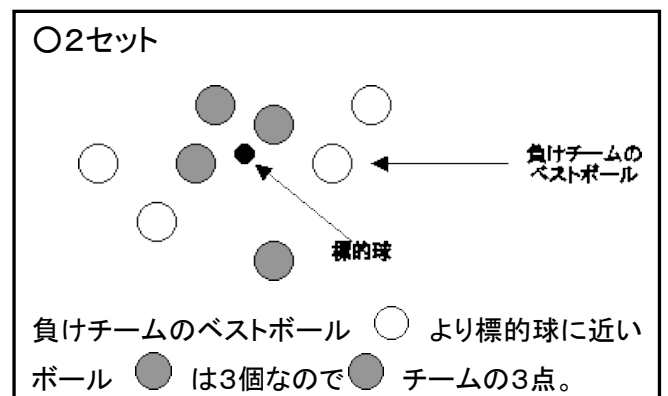 ○2セット
負けチームの
ベストボール
標的球
負けチームのベストボール ○ より標的球に近い
ボール ● は3個なので ● チームの3点。